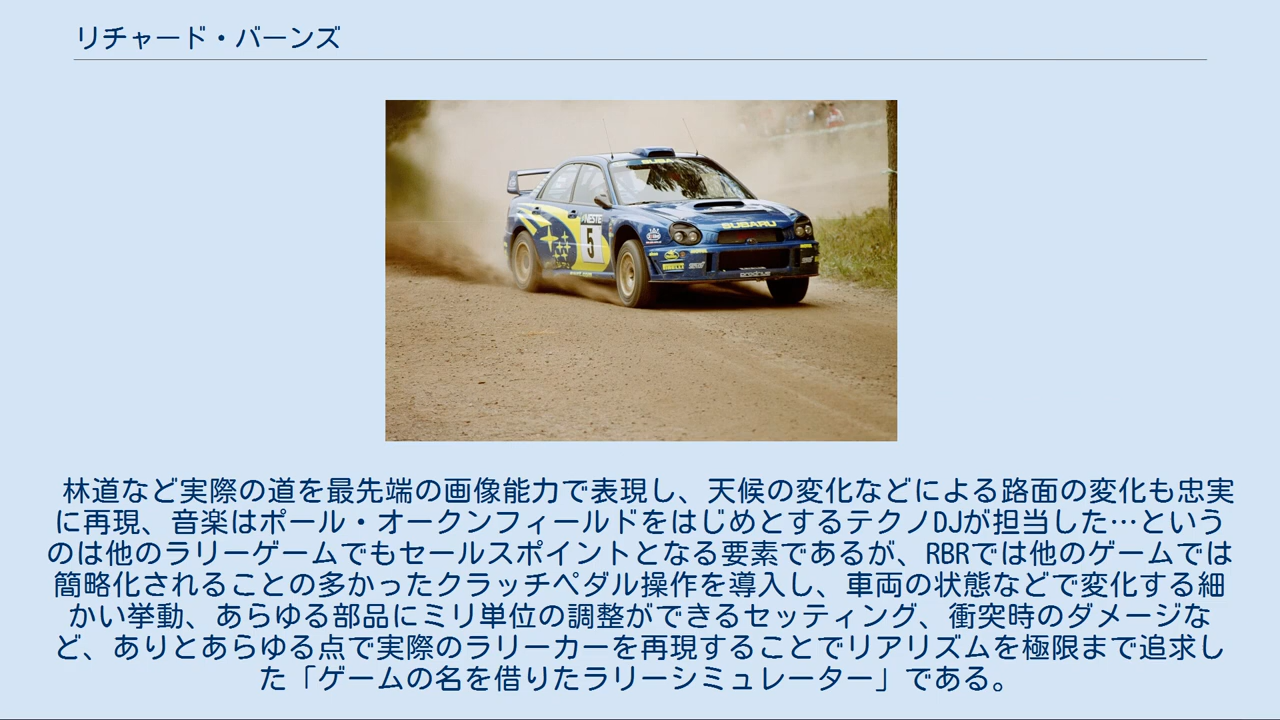 リチャード・バーンズ
SUBARU
NESTE
5
SUBARU
PIRELLI
prodrive
林道など実際の道を最先端の画像能力で表現し、天候の変化などによる路面の変化も忠実
に再現、音楽はポール・オークンフィールドをはじめとするテクノDJが担当した…という
のは他のラリーゲームでもセールスポイントとなる要素であるが、RBRでは他のゲームでは
簡略化されることの多かったクラッチペダル操作を導入し、車両の状態などで変化する細
かい挙動、あらゆる部品にミリ単位の調整ができるセッティング、衝突時のダメージな
ど、ありとあらゆる点で実際のラリーカーを再現することでリアリズムを極限まで追求し
た「ゲームの名を借りたラリーシミュレーター」である。